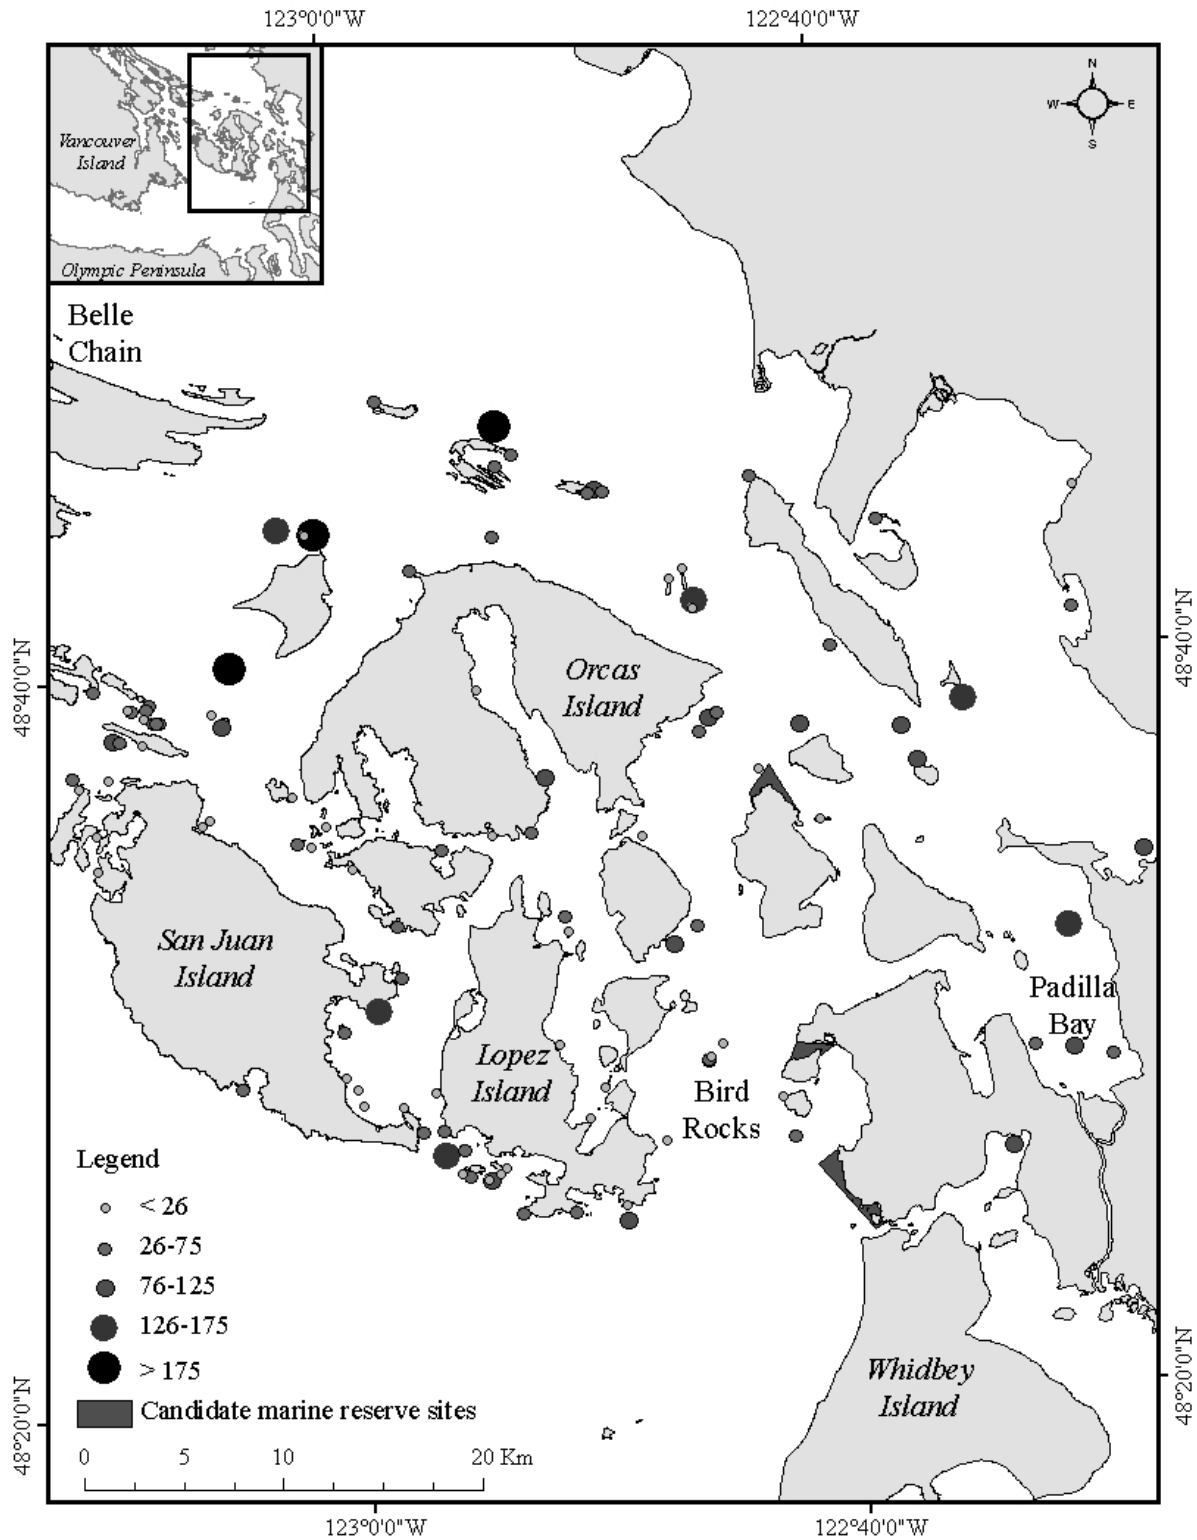 123°0'0"W
122°40'0"W
N
W
E
S
Vancouver
Island
Olympic Peninsula
Belle
Chain
48°40'0"N
48°40'0"N
Orcas
Island
San Juan
Island
Lopez
Island
Padilla
Bay
Bird
Rocks
Legend
< 26
26-75
76-125
126-175
> 175
Candidate marine reserve sites
0 5 10 20 Km
Whidbey
Island
48°20'0"N
48°20'0"N
123°0'0"W
122°40'0"W